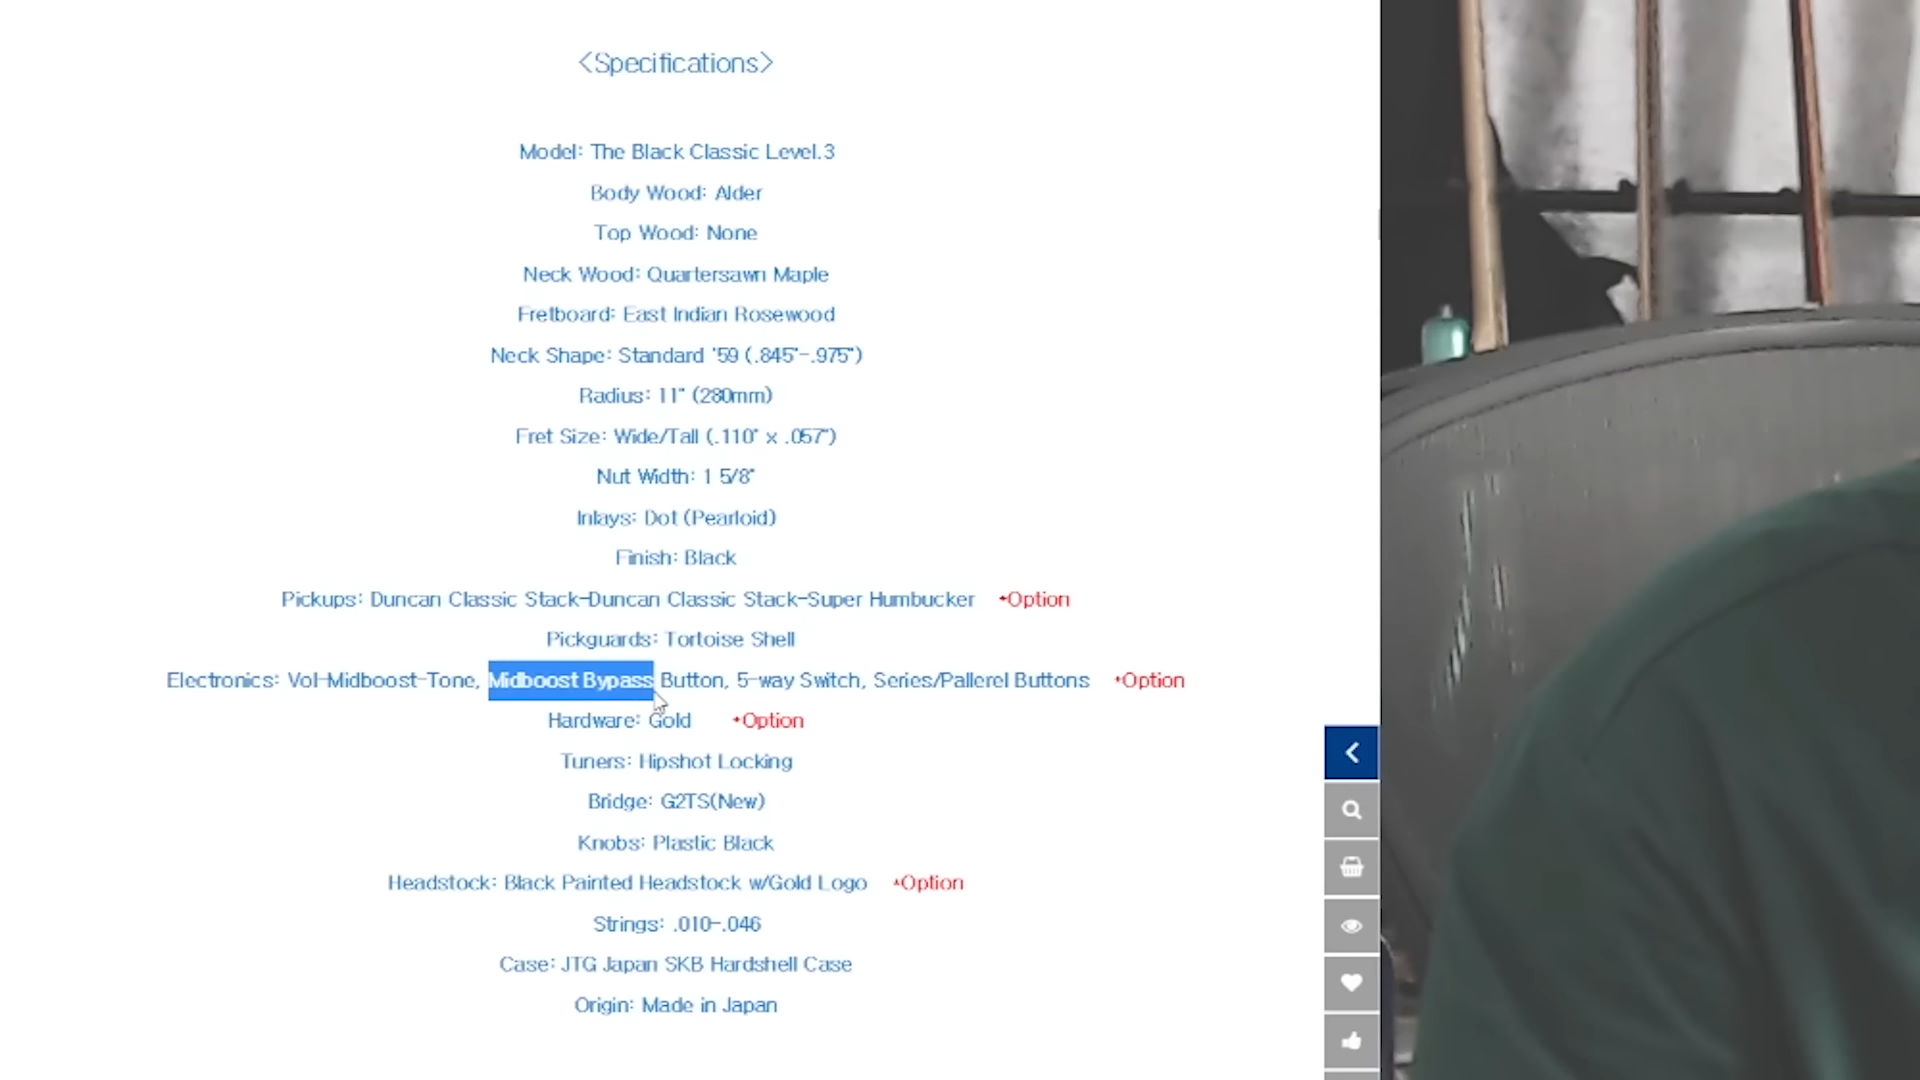 <Specifications>
Model: The Black Classic Level.3
Body Wood: Alder
Top Wood: None
Neck Wood: Quartersawn Maple
Fretboard: East Indian Rosewood
Neck Shape: Standard '59 (.845"-.975")
Radius: 11" (280mm)
Fret Size: Wide/Tall (.110" x .057")
Nut Width: 1 5/8"
Inlays: Dot (Pearloid)
Finish: Black
Pickups: Duncan Classic Stack-Duncan Classic Stack-Super Humbucker *Option
Pickguards: Tortoise Shell
Electronics: Vol-Midboost-Tone, Midboost Bypass Button, 5-way Switch, Series/Pallerel Buttons *Option
Hardware: Gold *Option
Tuners: Hipshot Locking
Bridge: G2TS(New)
Knobs: Plastic Black
Headstock: Black Painted Headstock w/Gold Logo *Option
Strings: .010-.046
Case: JTG Japan SKB Hardshell Case
Origin: Made in Japan